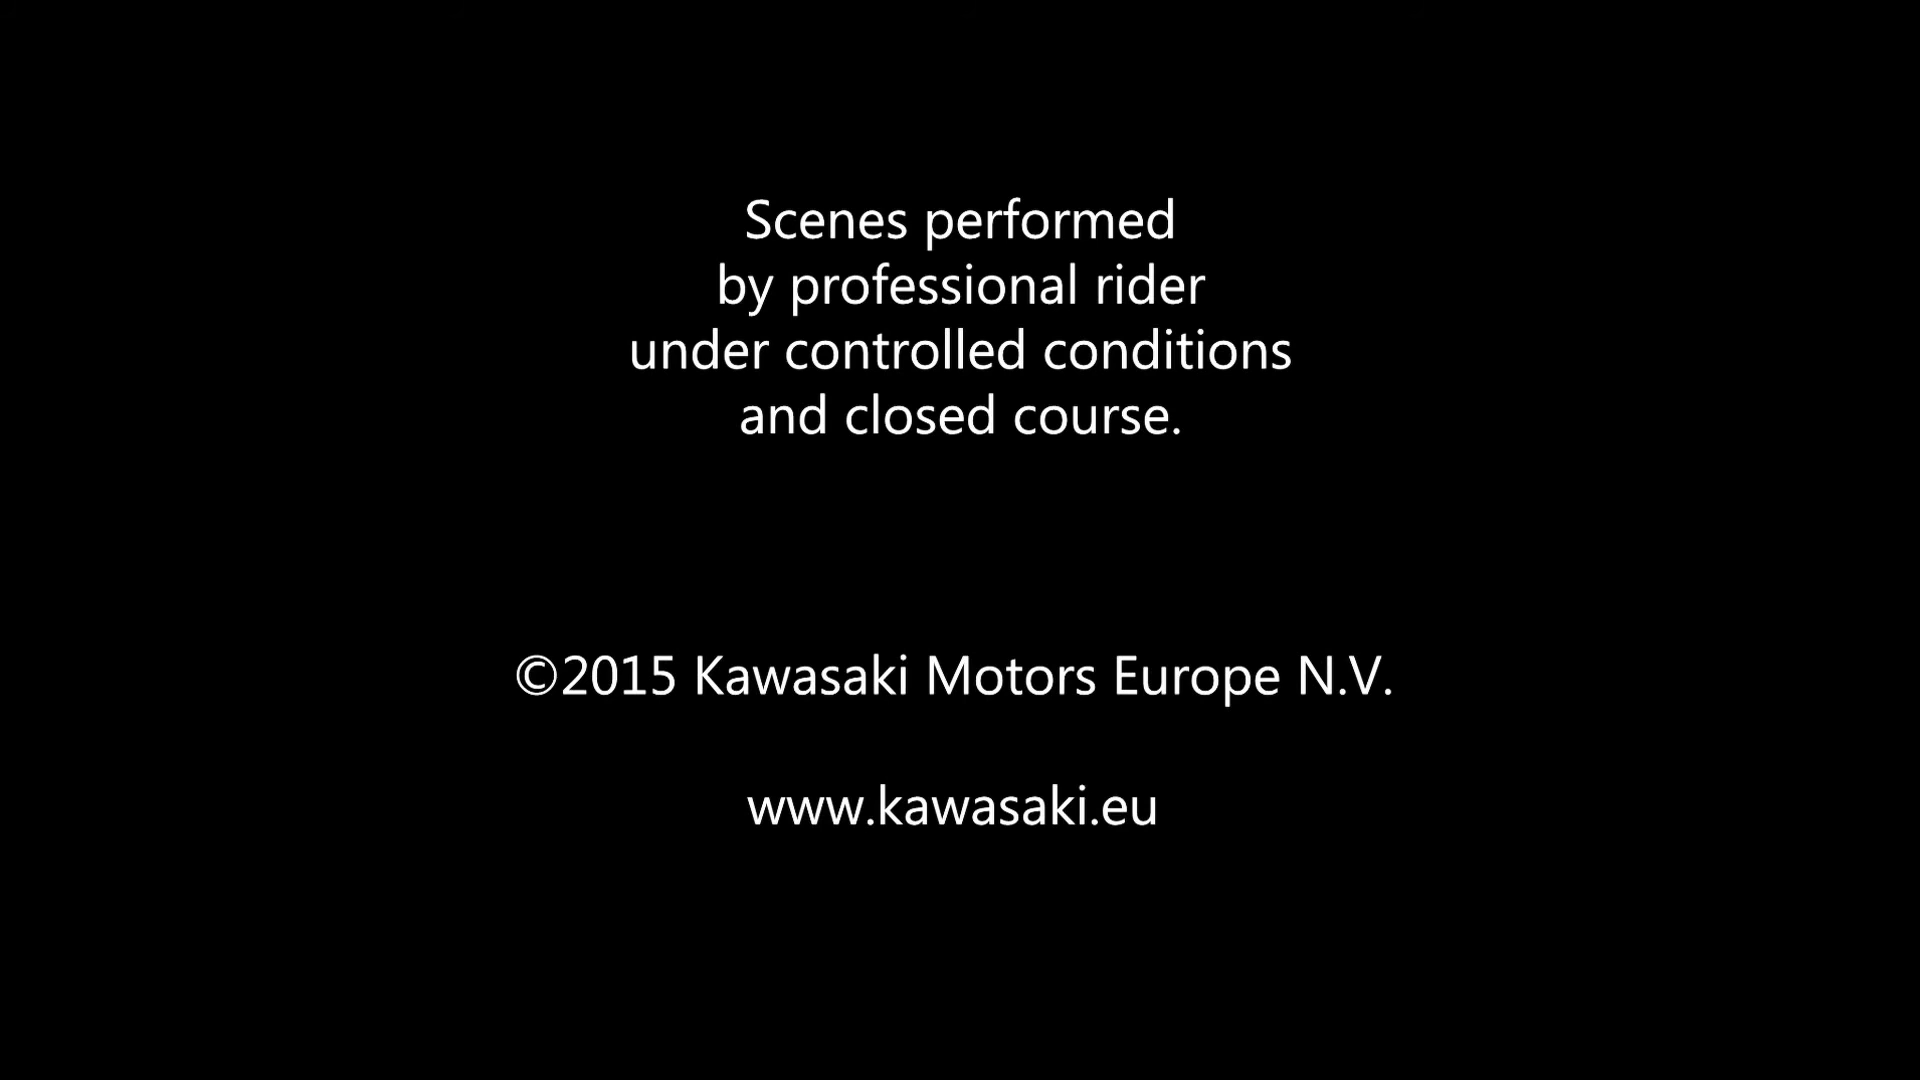 Scenes performed
by professional rider
under controlled conditions
and closed course.
©2015 Kawasaki Motors Europe N.V.
www.kawasaki.eu